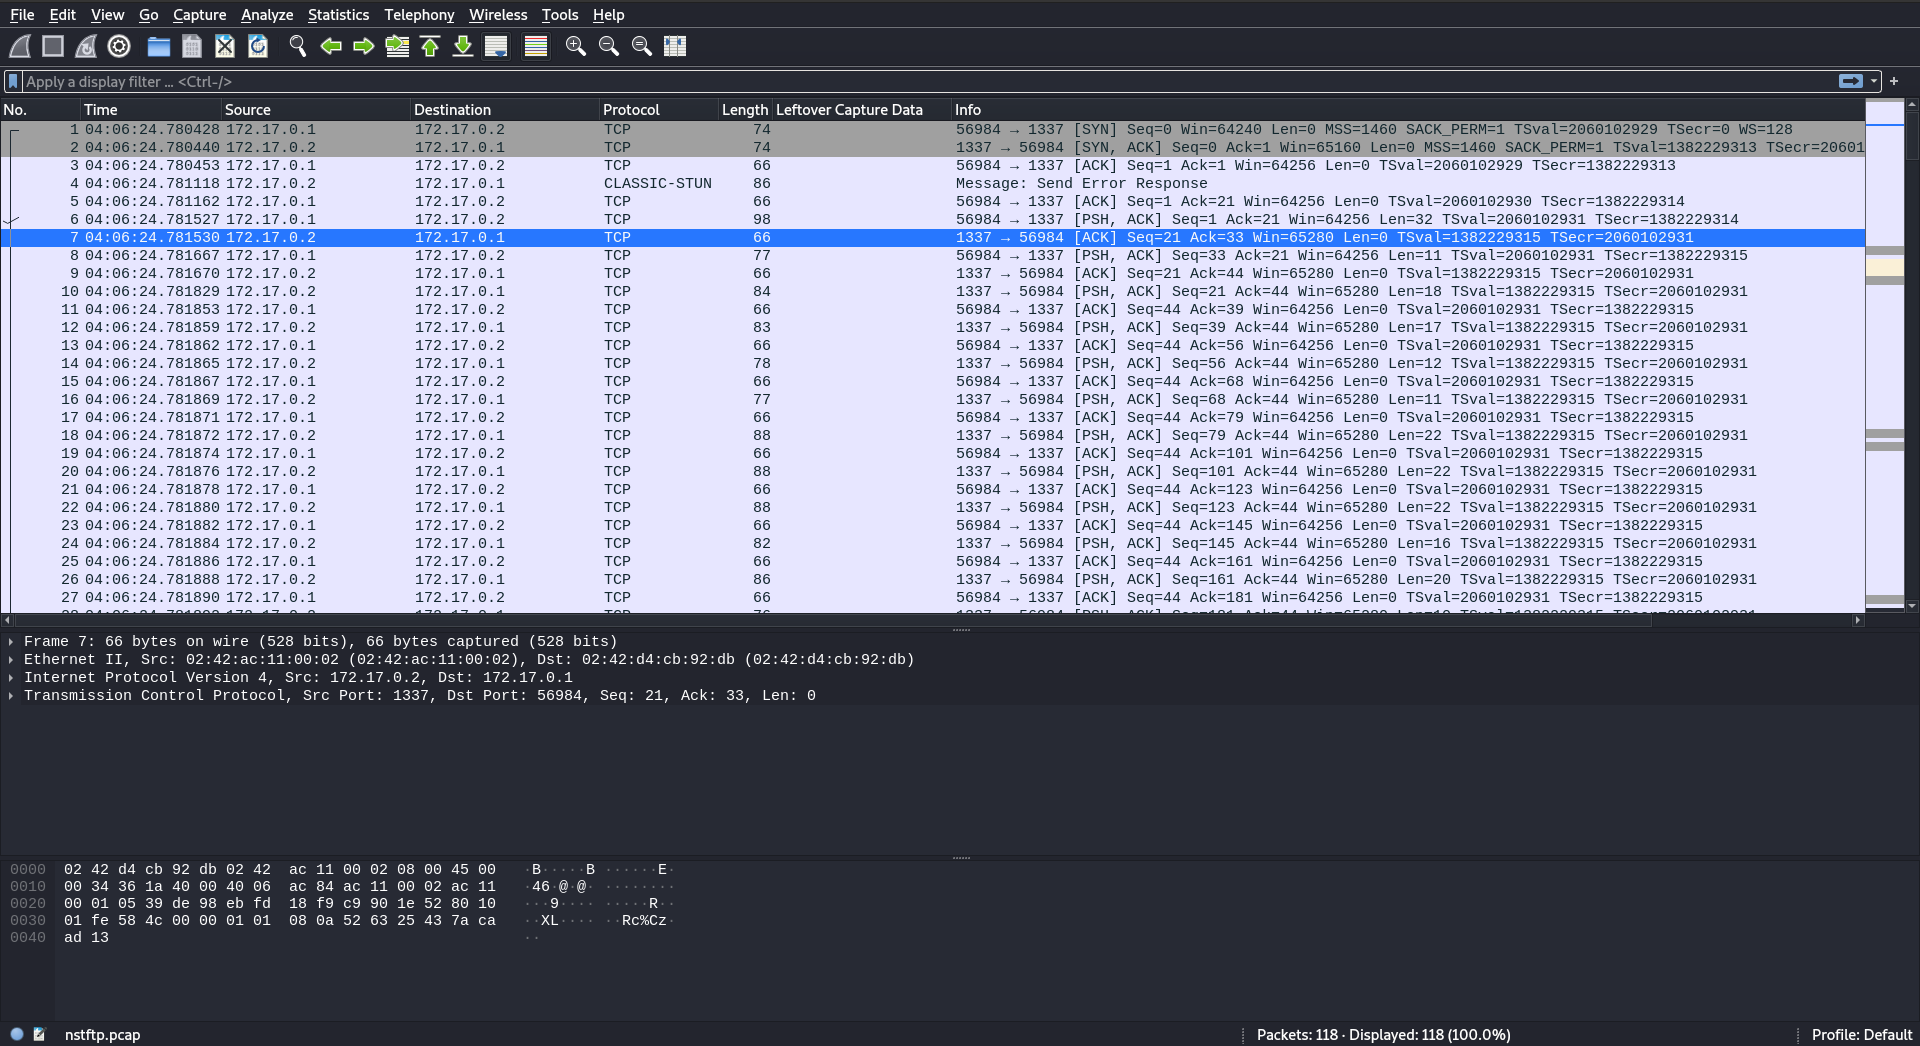 File Edit View Go Capture Analyze Statistics Telephony Wireless Tools Help
Apply a display filter … <Ctrl-/>
No. Time Source Destination Protocol Length Leftover Capture Data Info
1 04:06:24.780428 172.17.0.1 172.17.0.2 TCP 74 56984 → 1337 [SYN] Seq=0 Win=64240 Len=0 MSS=1460 SACK_PERM=1 TSval=2060102929 TSecr=0 WS=128
2 04:06:24.780440 172.17.0.2 172.17.0.1 TCP 74 1337 → 56984 [SYN, ACK] Seq=0 Ack=1 Win=65160 Len=0 MSS=1460 SACK_PERM=1 TSval=1382229313 TSecr=20601
3 04:06:24.780453 172.17.0.1 172.17.0.2 TCP 66 56984 → 1337 [ACK] Seq=1 Ack=1 Win=64256 Len=0 TSval=2060102929 TSecr=1382229313
4 04:06:24.781118 172.17.0.2 172.17.0.1 CLASSIC-STUN 86 Message: Send Error Response
5 04:06:24.781162 172.17.0.1 172.17.0.2 TCP 66 56984 → 1337 [ACK] Seq=1 Ack=21 Win=64256 Len=0 TSval=2060102930 TSecr=1382229314
6 04:06:24.781527 172.17.0.1 172.17.0.2 TCP 98 56984 → 1337 [PSH, ACK] Seq=1 Ack=21 Win=64256 Len=32 TSval=2060102931 TSecr=1382229314
7 04:06:24.781530 172.17.0.2 172.17.0.1 TCP 66 1337 → 56984 [ACK] Seq=21 Ack=33 Win=65280 Len=0 TSval=1382229315 TSecr=2060102931
8 04:06:24.781667 172.17.0.1 172.17.0.2 TCP 77 56984 → 1337 [PSH, ACK] Seq=33 Ack=21 Win=64256 Len=11 TSval=2060102931 TSecr=1382229315
9 04:06:24.781670 172.17.0.2 172.17.0.1 TCP 66 1337 → 56984 [ACK] Seq=21 Ack=44 Win=65280 Len=0 TSval=1382229315 TSecr=2060102931
10 04:06:24.781829 172.17.0.2 172.17.0.1 TCP 84 1337 → 56984 [PSH, ACK] Seq=21 Ack=44 Win=65280 Len=18 TSval=1382229315 TSecr=2060102931
11 04:06:24.781853 172.17.0.1 172.17.0.2 TCP 66 56984 → 1337 [ACK] Seq=44 Ack=39 Win=64256 Len=0 TSval=2060102931 TSecr=1382229315
12 04:06:24.781859 172.17.0.2 172.17.0.1 TCP 83 1337 → 56984 [PSH, ACK] Seq=39 Ack=44 Win=65280 Len=17 TSval=1382229315 TSecr=2060102931
13 04:06:24.781862 172.17.0.1 172.17.0.2 TCP 66 56984 → 1337 [ACK] Seq=44 Ack=56 Win=64256 Len=0 TSval=2060102931 TSecr=1382229315
14 04:06:24.781865 172.17.0.2 172.17.0.1 TCP 78 1337 → 56984 [PSH, ACK] Seq=56 Ack=44 Win=65280 Len=12 TSval=1382229315 TSecr=2060102931
15 04:06:24.781867 172.17.0.1 172.17.0.2 TCP 66 56984 → 1337 [ACK] Seq=44 Ack=68 Win=64256 Len=0 TSval=2060102931 TSecr=1382229315
16 04:06:24.781869 172.17.0.2 172.17.0.1 TCP 77 1337 → 56984 [PSH, ACK] Seq=68 Ack=44 Win=65280 Len=11 TSval=1382229315 TSecr=2060102931
17 04:06:24.781871 172.17.0.1 172.17.0.2 TCP 66 56984 → 1337 [ACK] Seq=44 Ack=79 Win=64256 Len=0 TSval=2060102931 TSecr=1382229315
18 04:06:24.781872 172.17.0.2 172.17.0.1 TCP 88 1337 → 56984 [PSH, ACK] Seq=79 Ack=44 Win=65280 Len=22 TSval=1382229315 TSecr=2060102931
19 04:06:24.781874 172.17.0.1 172.17.0.2 TCP 66 56984 → 1337 [ACK] Seq=44 Ack=101 Win=64256 Len=0 TSval=2060102931 TSecr=1382229315
20 04:06:24.781876 172.17.0.2 172.17.0.1 TCP 88 1337 → 56984 [PSH, ACK] Seq=101 Ack=44 Win=65280 Len=22 TSval=1382229315 TSecr=2060102931
21 04:06:24.781878 172.17.0.1 172.17.0.2 TCP 66 56984 → 1337 [ACK] Seq=44 Ack=123 Win=64256 Len=0 TSval=2060102931 TSecr=1382229315
22 04:06:24.781880 172.17.0.2 172.17.0.1 TCP 88 1337 → 56984 [PSH, ACK] Seq=123 Ack=44 Win=65280 Len=22 TSval=1382229315 TSecr=2060102931
23 04:06:24.781882 172.17.0.1 172.17.0.2 TCP 66 56984 → 1337 [ACK] Seq=44 Ack=145 Win=64256 Len=0 TSval=2060102931 TSecr=1382229315
24 04:06:24.781884 172.17.0.2 172.17.0.1 TCP 82 1337 → 56984 [PSH, ACK] Seq=145 Ack=44 Win=65280 Len=16 TSval=1382229315 TSecr=2060102931
25 04:06:24.781886 172.17.0.1 172.17.0.2 TCP 66 56984 → 1337 [ACK] Seq=44 Ack=161 Win=64256 Len=0 TSval=2060102931 TSecr=1382229315
26 04:06:24.781888 172.17.0.2 172.17.0.1 TCP 86 1337 → 56984 [PSH, ACK] Seq=161 Ack=44 Win=65280 Len=20 TSval=1382229315 TSecr=2060102931
27 04:06:24.781890 172.17.0.1 172.17.0.2 TCP 66 56984 → 1337 [ACK] Seq=44 Ack=181 Win=64256 Len=0 TSval=2060102931 TSecr=1382229315
Frame 7: 66 bytes on wire (528 bits), 66 bytes captured (528 bits)
Ethernet II, Src: 02:42:ac:11:00:02 (02:42:ac:11:00:02), Dst: 02:42:d4:cb:92:db (02:42:d4:cb:92:db)
Internet Protocol Version 4, Src: 172.17.0.2, Dst: 172.17.0.1
Transmission Control Protocol, Src Port: 1337, Dst Port: 56984, Seq: 21, Ack: 33, Len: 0
0000 02 42 d4 cb 92 db 02 42 ac 11 00 02 08 00 45 00 ·B·····B ······E·
0010 00 34 36 1a 40 00 40 06 ac 84 ac 11 00 02 ac 11 ·46·@·@· ········
0020 00 01 05 39 de 98 eb fd 18 f9 c9 90 1e 52 80 10 ···9···· ·····R··
0030 01 fe 58 4c 00 00 01 01 08 0a 52 63 25 43 7a ca ··XL···· ··Rc%Cz·
0040 ad 13 ··
nstftp.pcap Packets: 118 · Displayed: 118 (100.0%) Profile: Default